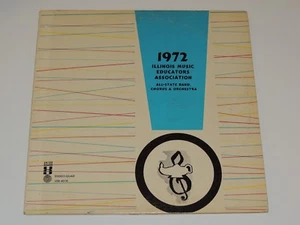 1972
ILLINOIS MUSIC
EDUCATORS
ASSOCIATION
ALL-STATE BAND,
CHORUS & ORCHESTRA